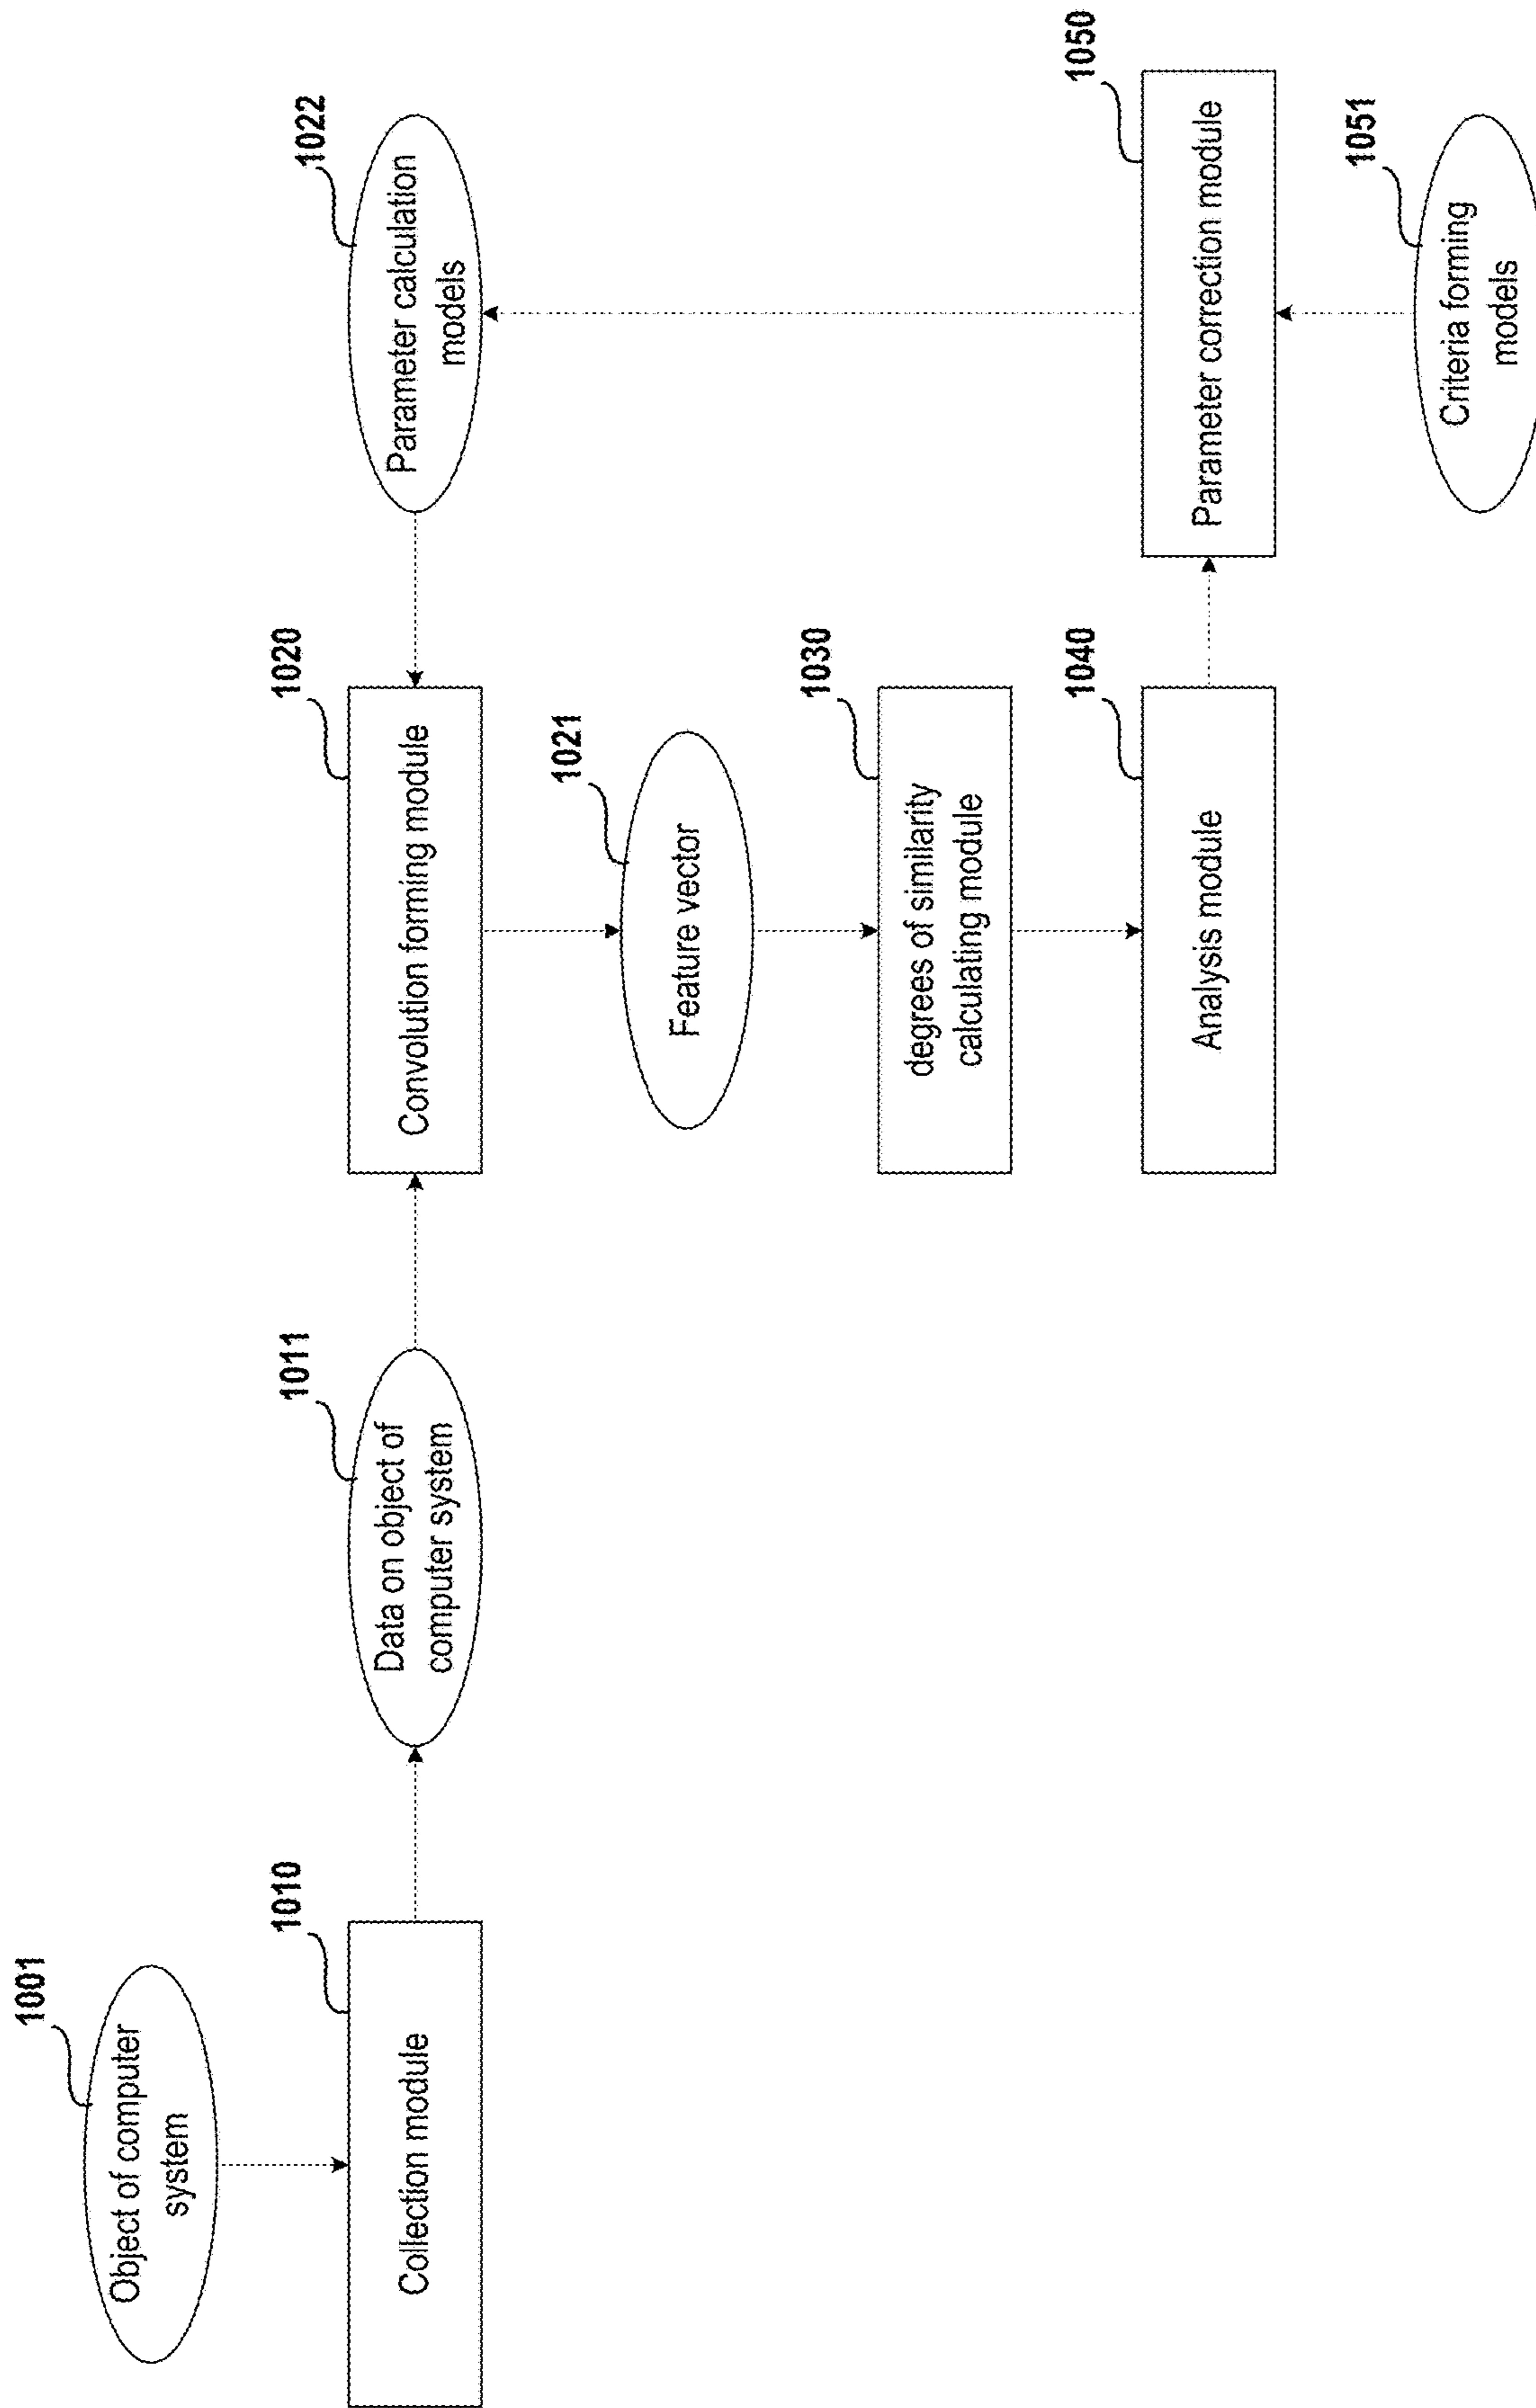 1001
Object of computer
system
1010
Collection module
1011
Data on object of
computer system
1020
Convolution forming module
1022
Parameter calculation
models
1021
Feature vector
1030
degrees of similarity
calculating module
1040
Analysis module
1050
Parameter correction module
1051
Criteria forming
models